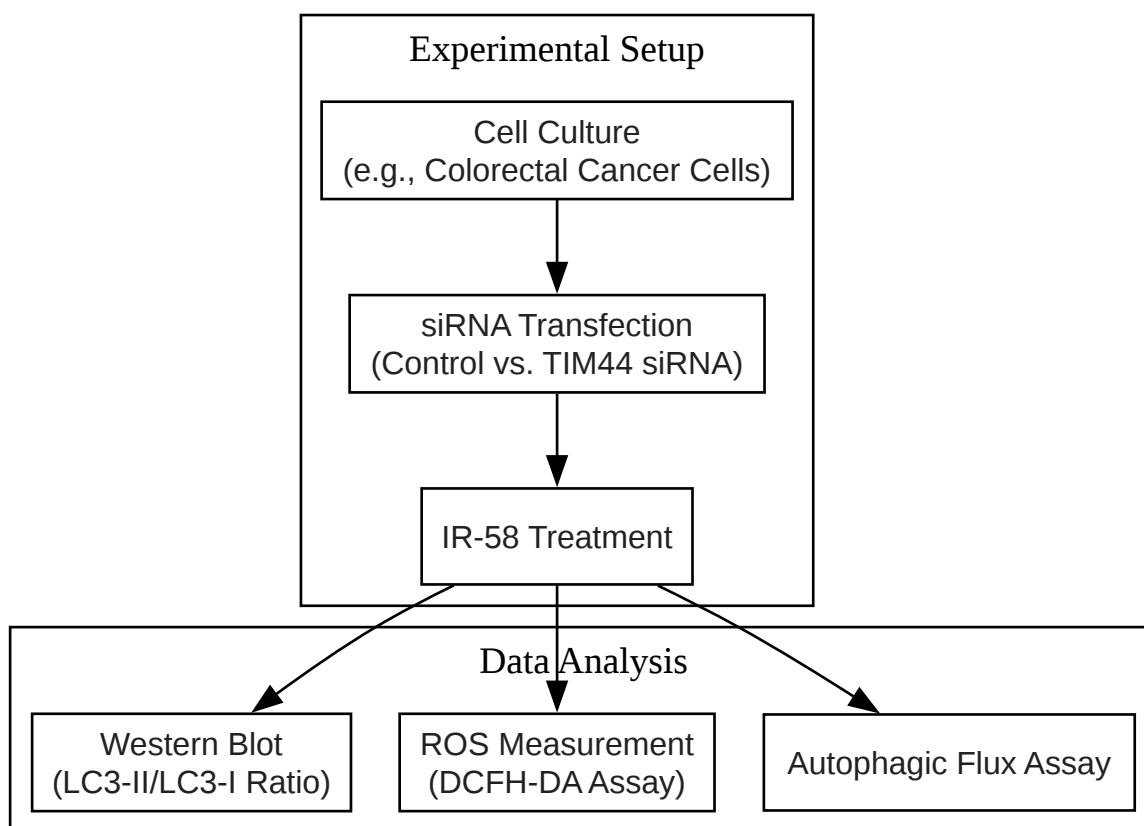 Experimental Setup
Cell Culture
(e.g., Colorectal Cancer Cells)
siRNA Transfection
(Control vs. TIM44 siRNA)
IR-58 Treatment
Data Analysis
Western Blot
(LC3-II/LC3-I Ratio)
ROS Measurement
(DCFH-DA Assay)
Autophagic Flux Assay